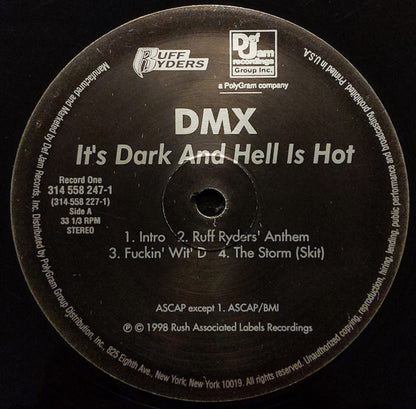 RUFF
RYDERS
Def Jam
recordings
Group Inc.
a PolyGram company
DMX
It's Dark And Hell Is Hot
Record One
314 558 247-1
(314-558 227-1)
Side A
33 1/3 RPM
STEREO
1. Intro 2. Ruff Ryders' Anthem
3. Fuckin' Wit' D 4. The Storm (Skit)
ASCAP except 1. ASCAP/BMI
℗ © 1998 Rush Associated Labels Recordings
Manufactured and Marketed by Def Jam Records, Inc. Distributed by PolyGram Group Distribution, Inc., 825 Eighth Ave., New York, New York 10019. All rights reserved. Unauthorized copying, reproduction, hiring, lending, public performance and broadcasting prohibited. Printed in U.S.A.